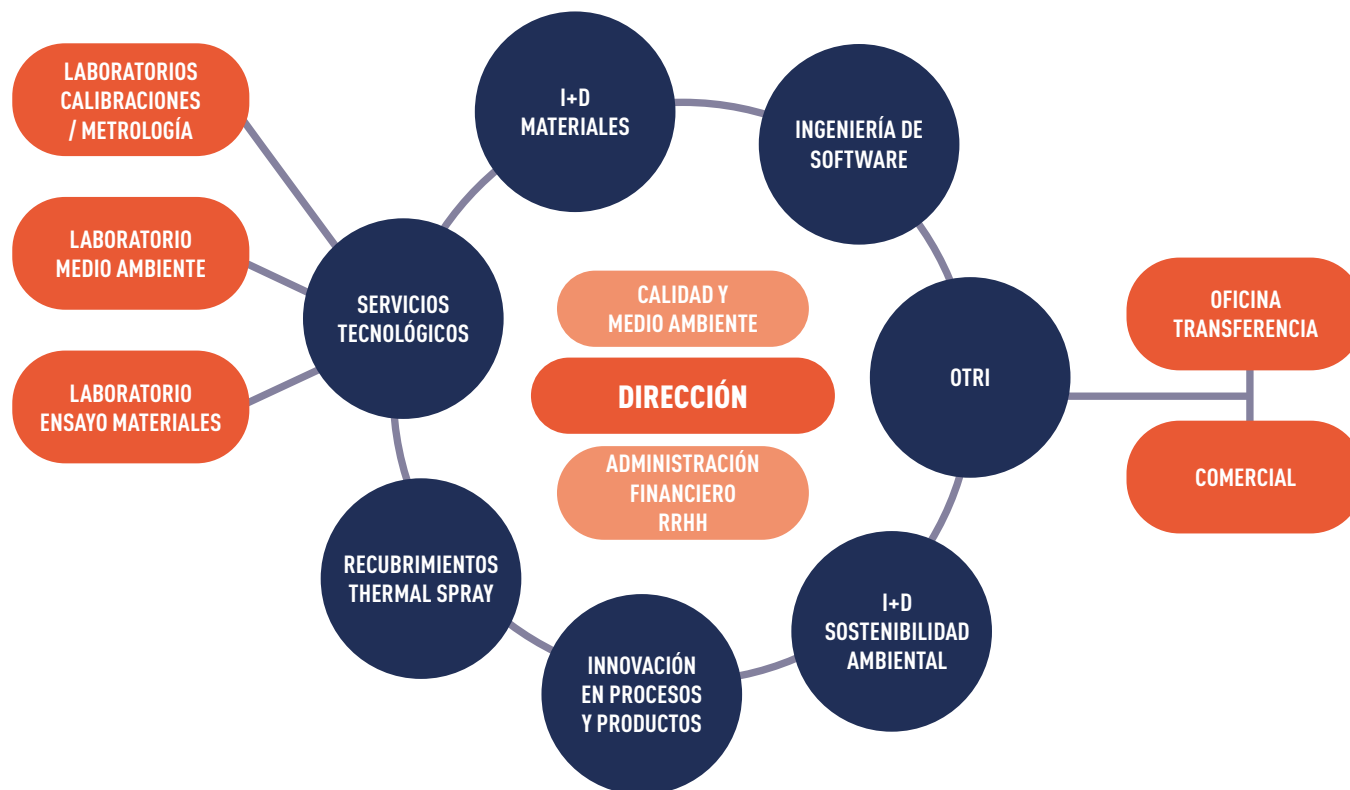 LABORATORIOS
CALIBRACIONES
/ METROLOGÍA
LABORATORIO
MEDIO AMBIENTE
LABORATORIO
ENSAYO MATERIALES
SERVICIOS
TECNOLÓGICOS
I+D
MATERIALES
INGENIERÍA DE
SOFTWARE
OTRI
OFICINA
TRANSFERENCIA
COMERCIAL
CALIDAD Y
MEDIO AMBIENTE
DIRECCIÓN
ADMINISTRACIÓN
FINANCIERO
RRHH
RECUBRIMIENTOS
THERMAL SPRAY
INNOVACIÓN
EN PROCESOS
Y PRODUCTOS
I+D
SOSTENIBILIDAD
AMBIENTAL